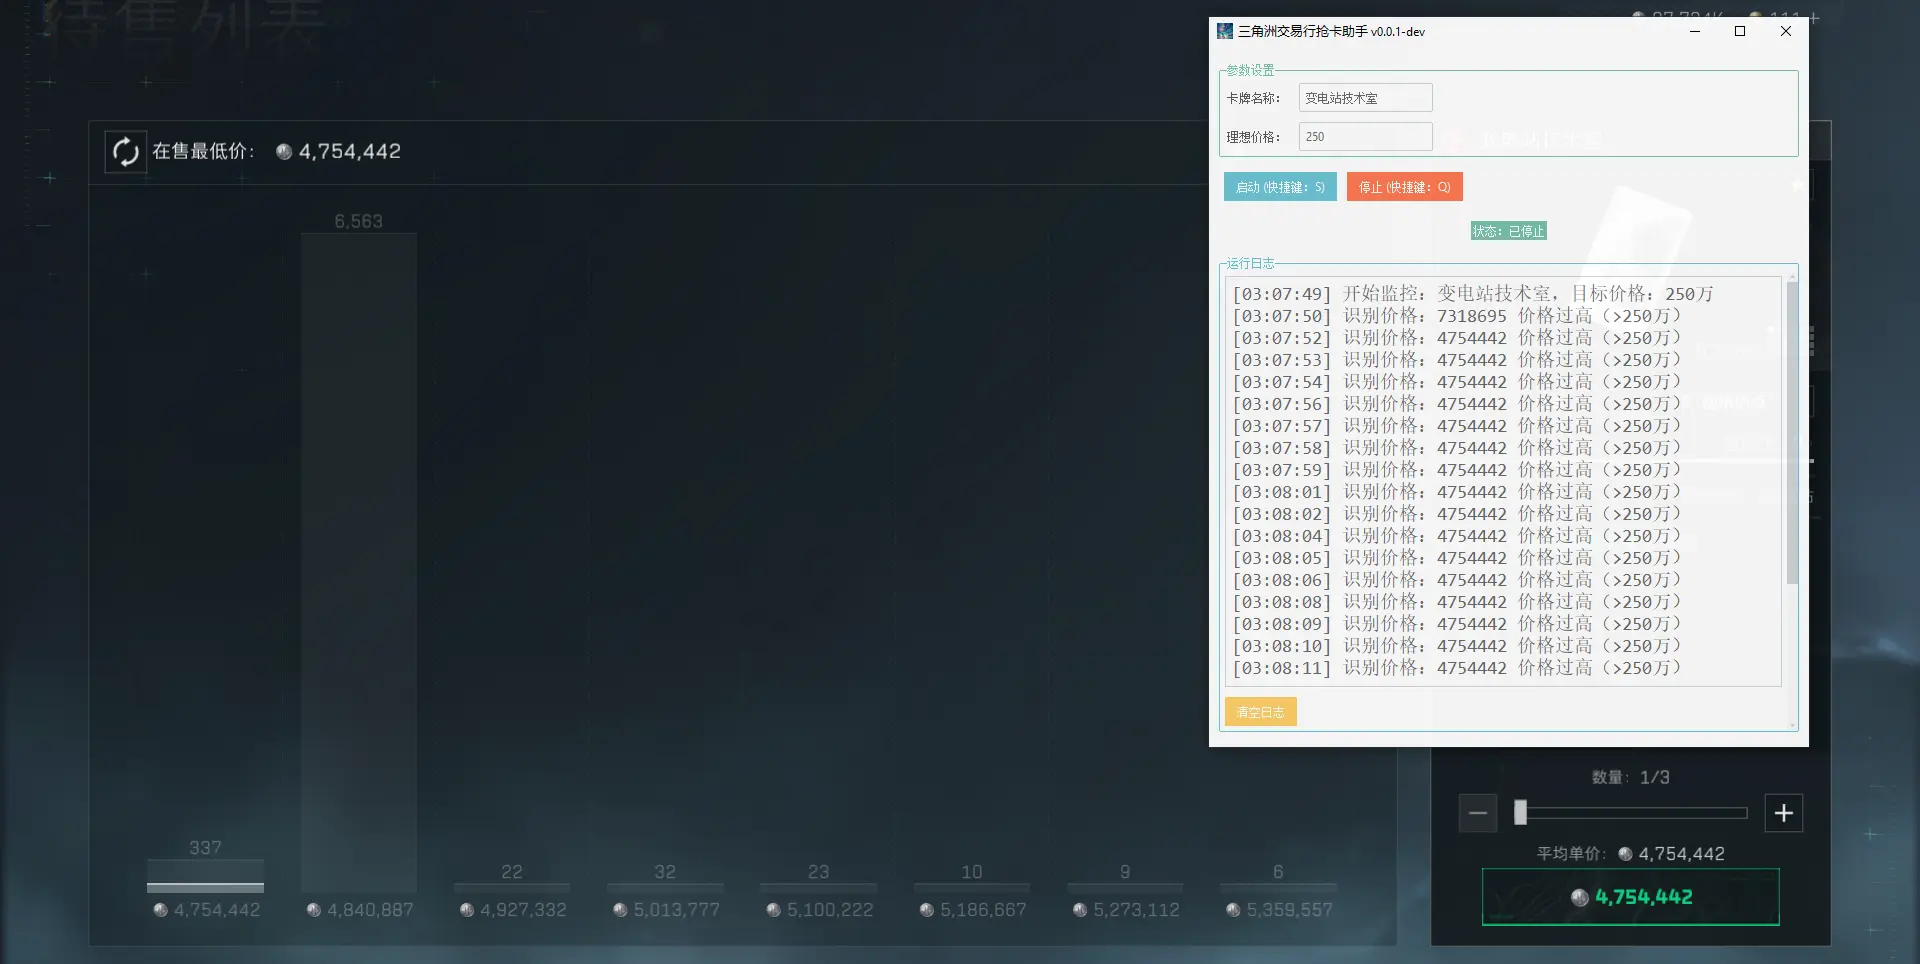 待售列表
在售最低价： 4,754,442
6,563
337
22
32
23
10
9
6
4,754,442
4,840,887
4,927,332
5,013,777
5,100,222
5,186,667
5,273,112
5,359,557
三角洲交易行抢卡助手 v0.0.1-dev
参数设置
卡牌名称： 变电站技术室
理想价格： 250
启动 (快捷键：S) 停止 (快捷键：Q)
状态：已停止
运行日志
[03:07:49] 开始监控：变电站技术室，目标价格：250万
[03:07:50] 识别价格：7318695 价格过高（>250万）
[03:07:52] 识别价格：4754442 价格过高（>250万）
[03:07:53] 识别价格：4754442 价格过高（>250万）
[03:07:54] 识别价格：4754442 价格过高（>250万）
[03:07:56] 识别价格：4754442 价格过高（>250万）
[03:07:57] 识别价格：4754442 价格过高（>250万）
[03:07:58] 识别价格：4754442 价格过高（>250万）
[03:07:59] 识别价格：4754442 价格过高（>250万）
[03:08:01] 识别价格：4754442 价格过高（>250万）
[03:08:02] 识别价格：4754442 价格过高（>250万）
[03:08:04] 识别价格：4754442 价格过高（>250万）
[03:08:05] 识别价格：4754442 价格过高（>250万）
[03:08:06] 识别价格：4754442 价格过高（>250万）
[03:08:08] 识别价格：4754442 价格过高（>250万）
[03:08:09] 识别价格：4754442 价格过高（>250万）
[03:08:10] 识别价格：4754442 价格过高（>250万）
[03:08:11] 识别价格：4754442 价格过高（>250万）
清空日志
数量：1/3
平均单价： 4,754,442
4,754,442